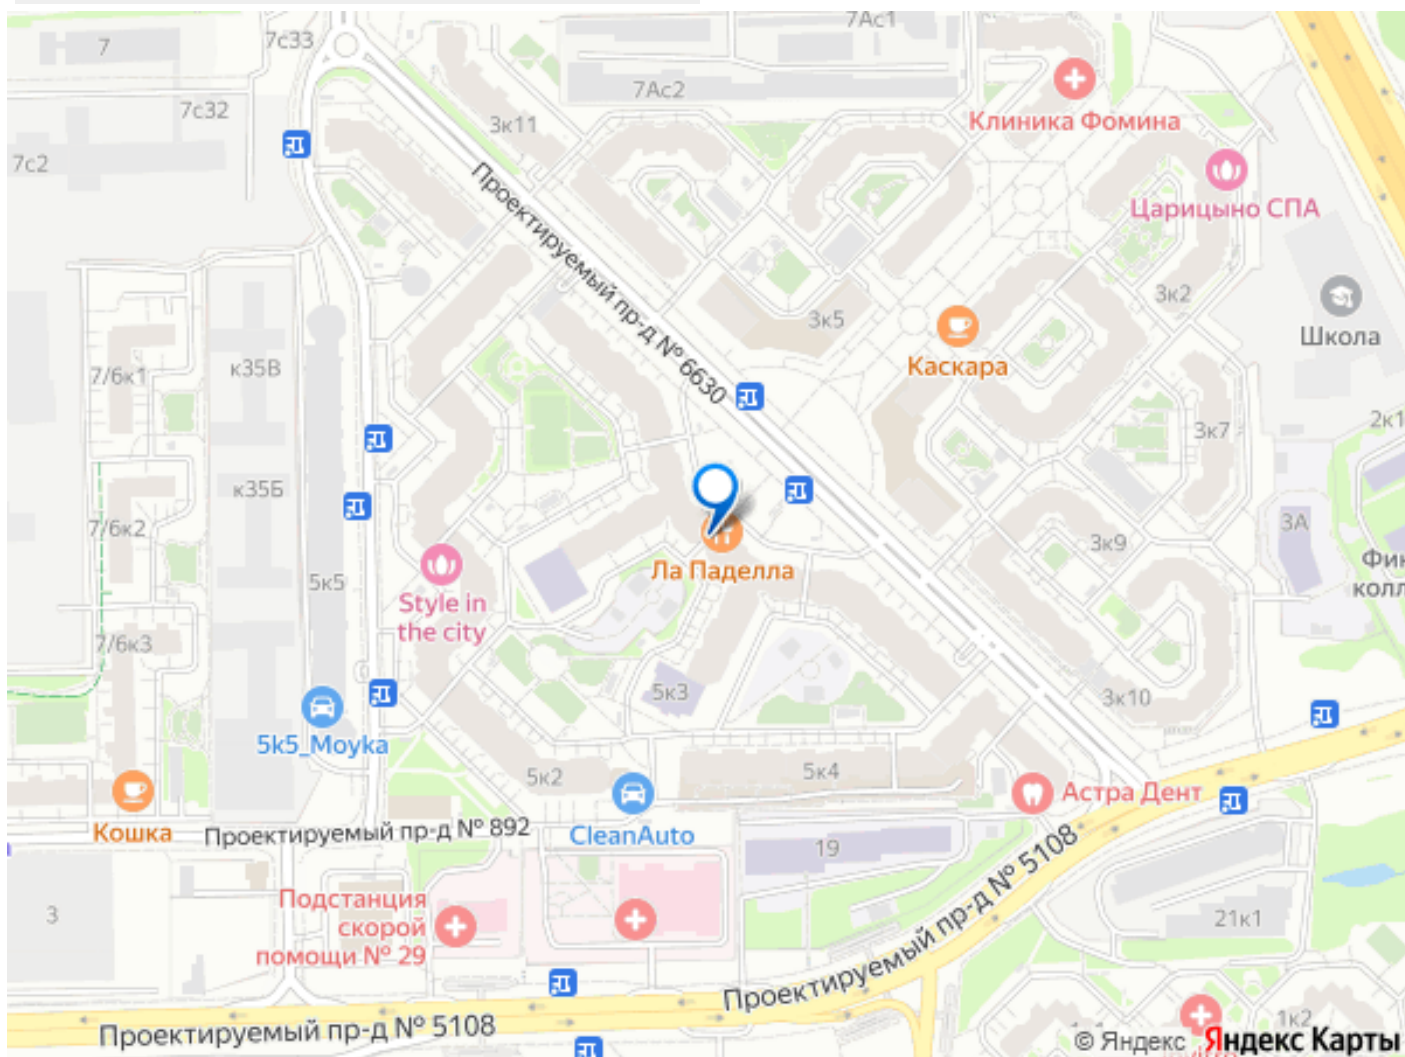 7Ас1
7с33
7
7Ас2
7с32
3к11
Клиника Фомина
7с2
Проектируемый пр-д № 6630
Царицыно СПА
3к2
3к5
Школа
Каскара
к35В
7/6к1
2к1
3к7
к35Б
7/6к2
3А
3к9
Ла Паделла
5к5
Style in
the city
7/6к3
5к3
3к10
5k5_Moyka
5к2
5к4
Астра Дент
Кошка
Проектируемый пр-д № 892
CleanAuto
19
Проектируемый пр-д № 5108
3
Подстанция
скорой
помощи № 29
21к1
Проектируемый пр-д № 5108
1к2
© Яндекс Яндекс Карты